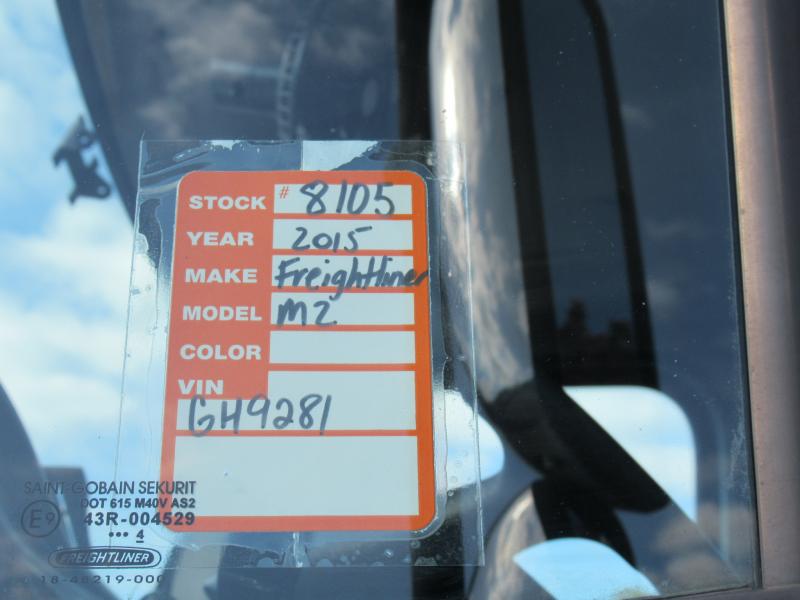 STOCK # 8105
YEAR 2015
MAKE Freightliner
MODEL M2
COLOR
VIN
GH9281
SAINT-GOBAIN SEKURIT
DOT 615 M40V AS2
E9 43R-004529
••• 4
FREIGHTLINER